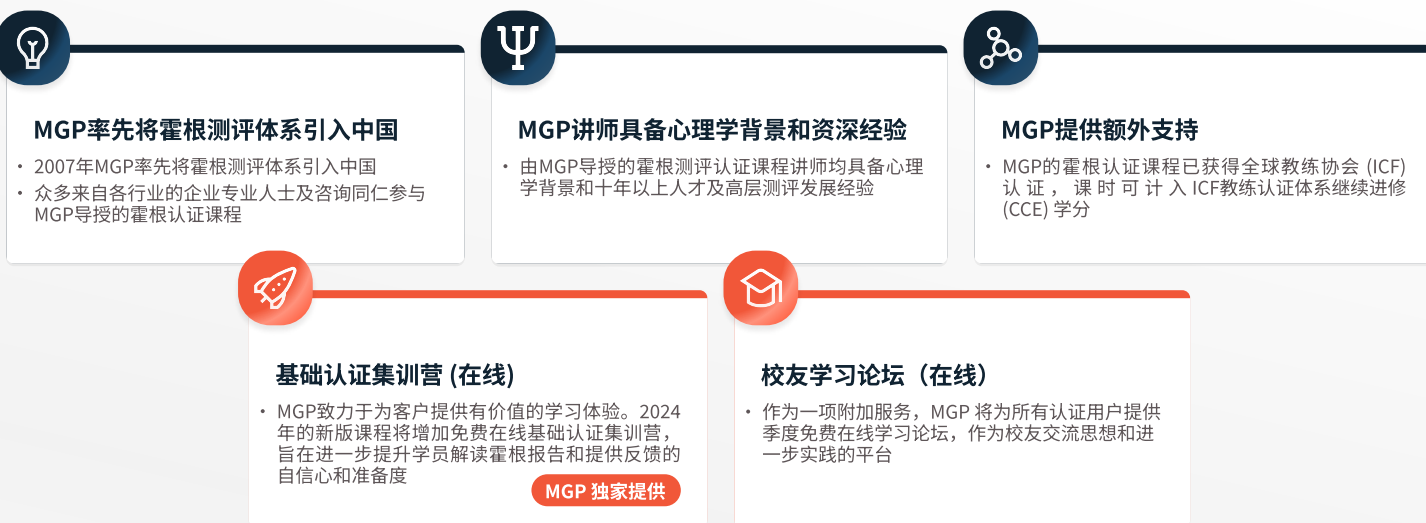 MGP率先将霍根测评体系引入中国
• 2007年MGP率先将霍根测评体系引入中国
• 众多来自各行业的企业专业人士及咨询同仁参与
MGP导授的霍根认证课程
MGP讲师具备心理学背景和资深经验
• 由MGP导授的霍根测评认证课程讲师均具备心理
学背景和十年以上人才及高层测评发展经验
MGP提供额外支持
• MGP的霍根认证课程已获得全球教练协会 (ICF)
认证，课时可计入ICF教练认证体系继续进修
(CCE) 学分
基础认证集训营 (在线)
• MGP致力于为客户提供有价值的学习体验。2024
年的新版课程将增加免费在线基础认证集训营，
旨在进一步提升学员解读霍根报告和提供反馈的
自信心和准备度
MGP 独家提供
校友学习论坛（在线）
• 作为一项附加服务，MGP 将为所有认证用户提供
季度免费在线学习论坛，作为校友交流思想和进
一步实践的平台